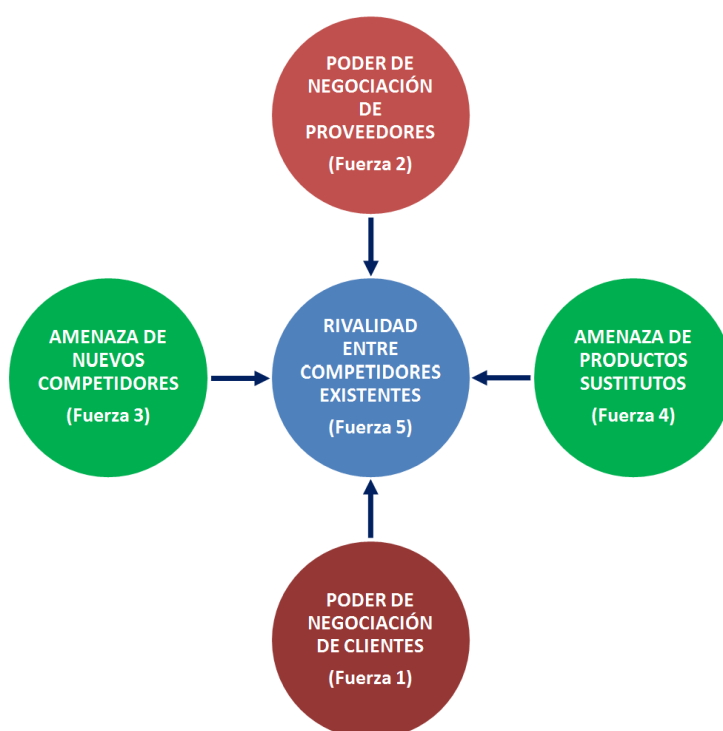 PODER DE
NEGOCIACIÓN
DE
PROVEEDORES
(Fuerza 2)
AMENAZA DE
NUEVOS
COMPETIDORES
(Fuerza 3)
RIVALIDAD
ENTRE
COMPETIDORES
EXISTENTES
(Fuerza 5)
AMENAZA DE
PRODUCTOS
SUSTITUTOS
(Fuerza 4)
PODER DE
NEGOCIACIÓN
DE CLIENTES
(Fuerza 1)